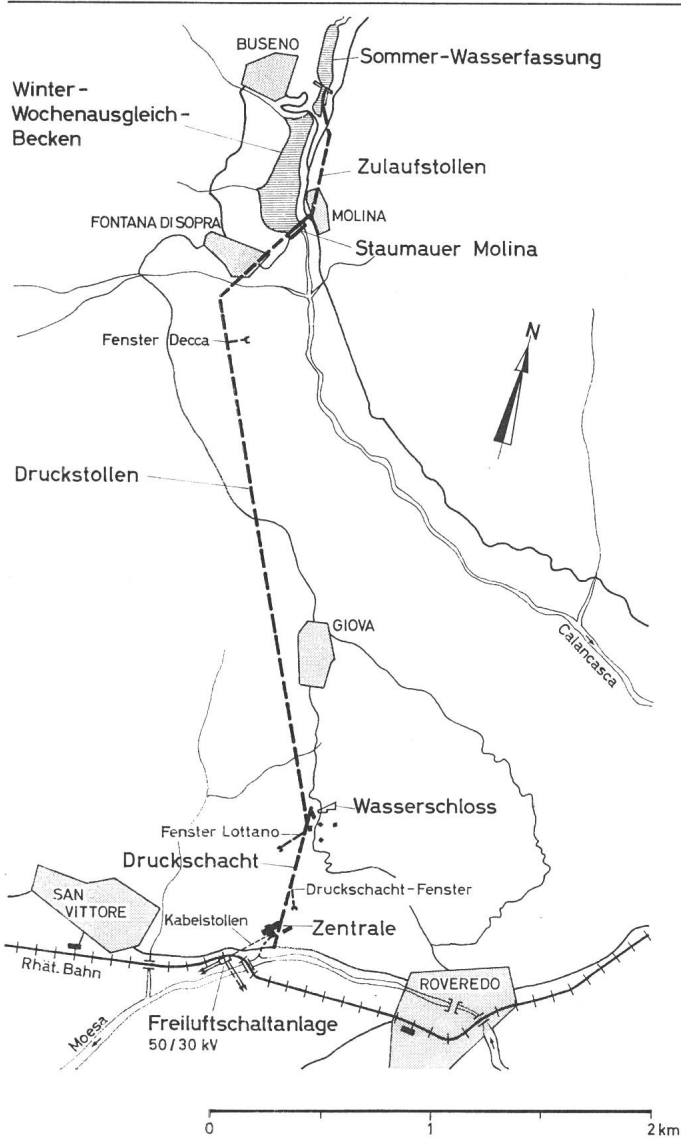 BUSENO
Sommer-Wasserfassung
Winter-
Wochenausgleich-
Becken
Zulaufstollen
FONTANA DI SOPRA
MOLINA
Staumauer Molina
Fenster Decca
N
Druckstollen
GIOVA
Calancasca
Wasserschloss
Fenster Lottano
Druckschacht
Druckschacht-Fenster
SAN
VITTORE
Kabelstollen
Zentrale
Rhät. Bahn
ROVEREDO
Moesa
Freiluftschaltanlage
50/30 kV
0 1 2 km